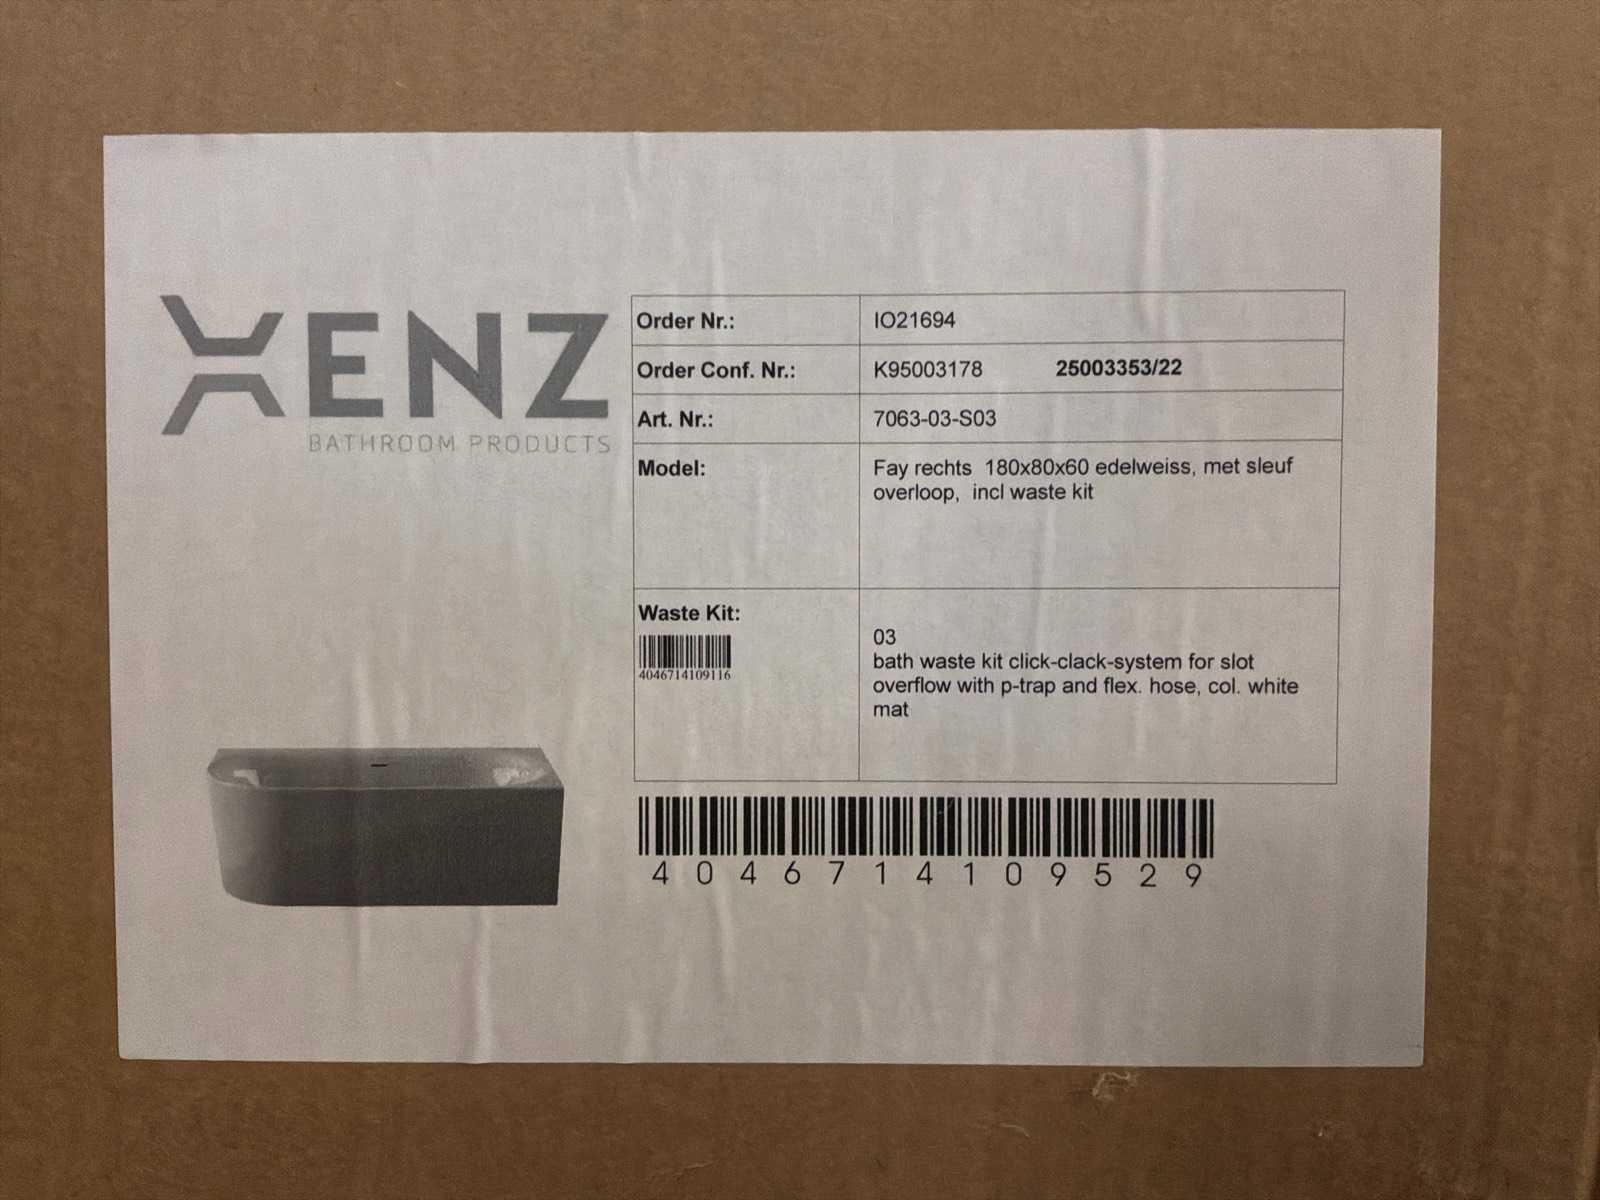 XENZ
BATHROOM PRODUCTS
Order Nr.: IO21694
Order Conf. Nr.: K95003178 25003353/22
Art. Nr.: 7063-03-S03
Model: Fay rechts 180x80x60 edelweiss, met sleuf
overloop, incl waste kit
Waste Kit:
4046714109116
03
bath waste kit click-clack-system for slot
overflow with p-trap and flex. hose, col. white
mat
4046714109529